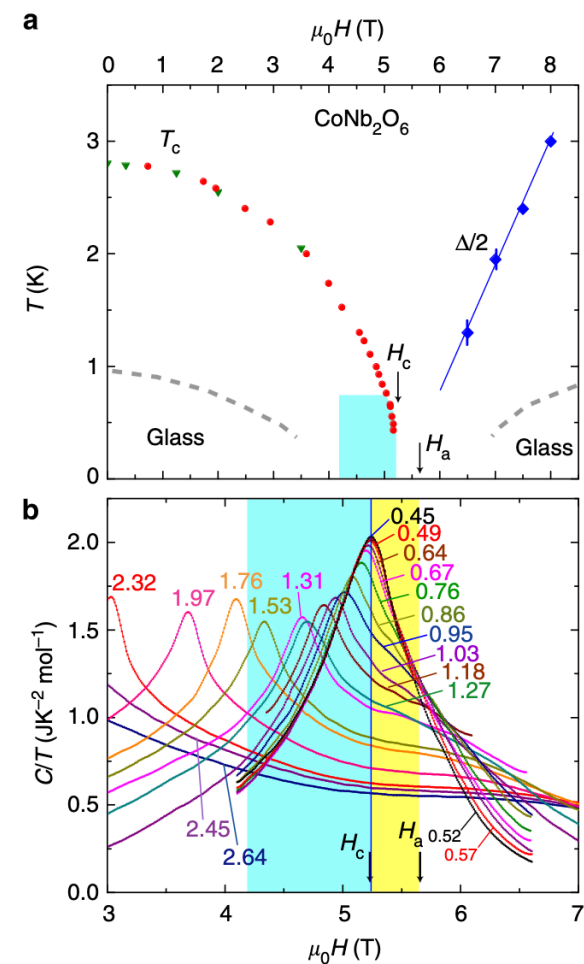 a
μ₀H (T)
0 1 2 3 4 5 6 7 8
CoNb₂O₆
Tc
3
Δ/2
2
T (K)
Hc
1
Glass
Ha
Glass
0
b
0.45
2.0
0.49
0.64
2.32
1.97
1.76
1.31
0.67
1.53
0.76
0.86
1.5
0.95
1.03
1.18
1.27
C/T (JK⁻² mol⁻¹)
1.0
2.45
2.64
0.5
Hc
Ha
0.52
0.57
0.0
3 4 5 6 7
μ₀H (T)